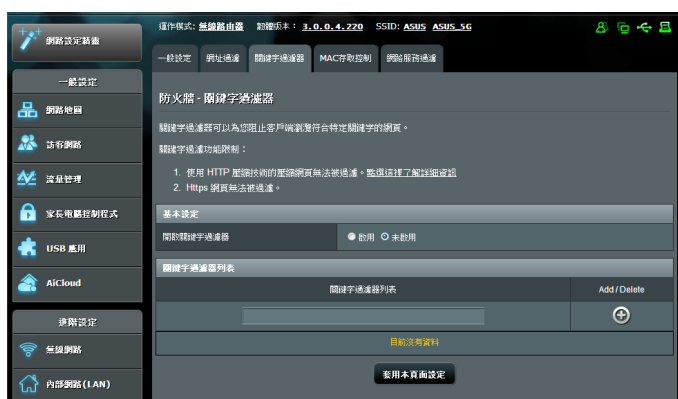 運作模式: 無線路由器 韌體版本: 3.0.0.4.220 SSID: ASUS ASUS_5G
網路設定精靈
一般設定 網址過濾 關鍵字過濾器 MAC存取控制 網路服務過濾
一般設定
網路地圖
訪客網路
流量管理
家長電腦控制程式
USB 應用
AiCloud
進階設定
無線網路
內部網路(LAN)
防火牆 - 關鍵字過濾器
關鍵字過濾器可以為您阻止客戶端瀏覽符合特定關鍵字的網頁。
關鍵字過濾功能限制：
1. 使用 HTTP 壓縮技術的壓縮網頁無法被過濾。點選這裡了解詳細資訊
2. Https 網頁無法被過濾。
基本設定
開啟關鍵字過濾器 啟用 未啟用
關鍵字過濾器列表
關鍵字過濾器列表 Add / Delete
目前沒有資料
套用本頁面設定